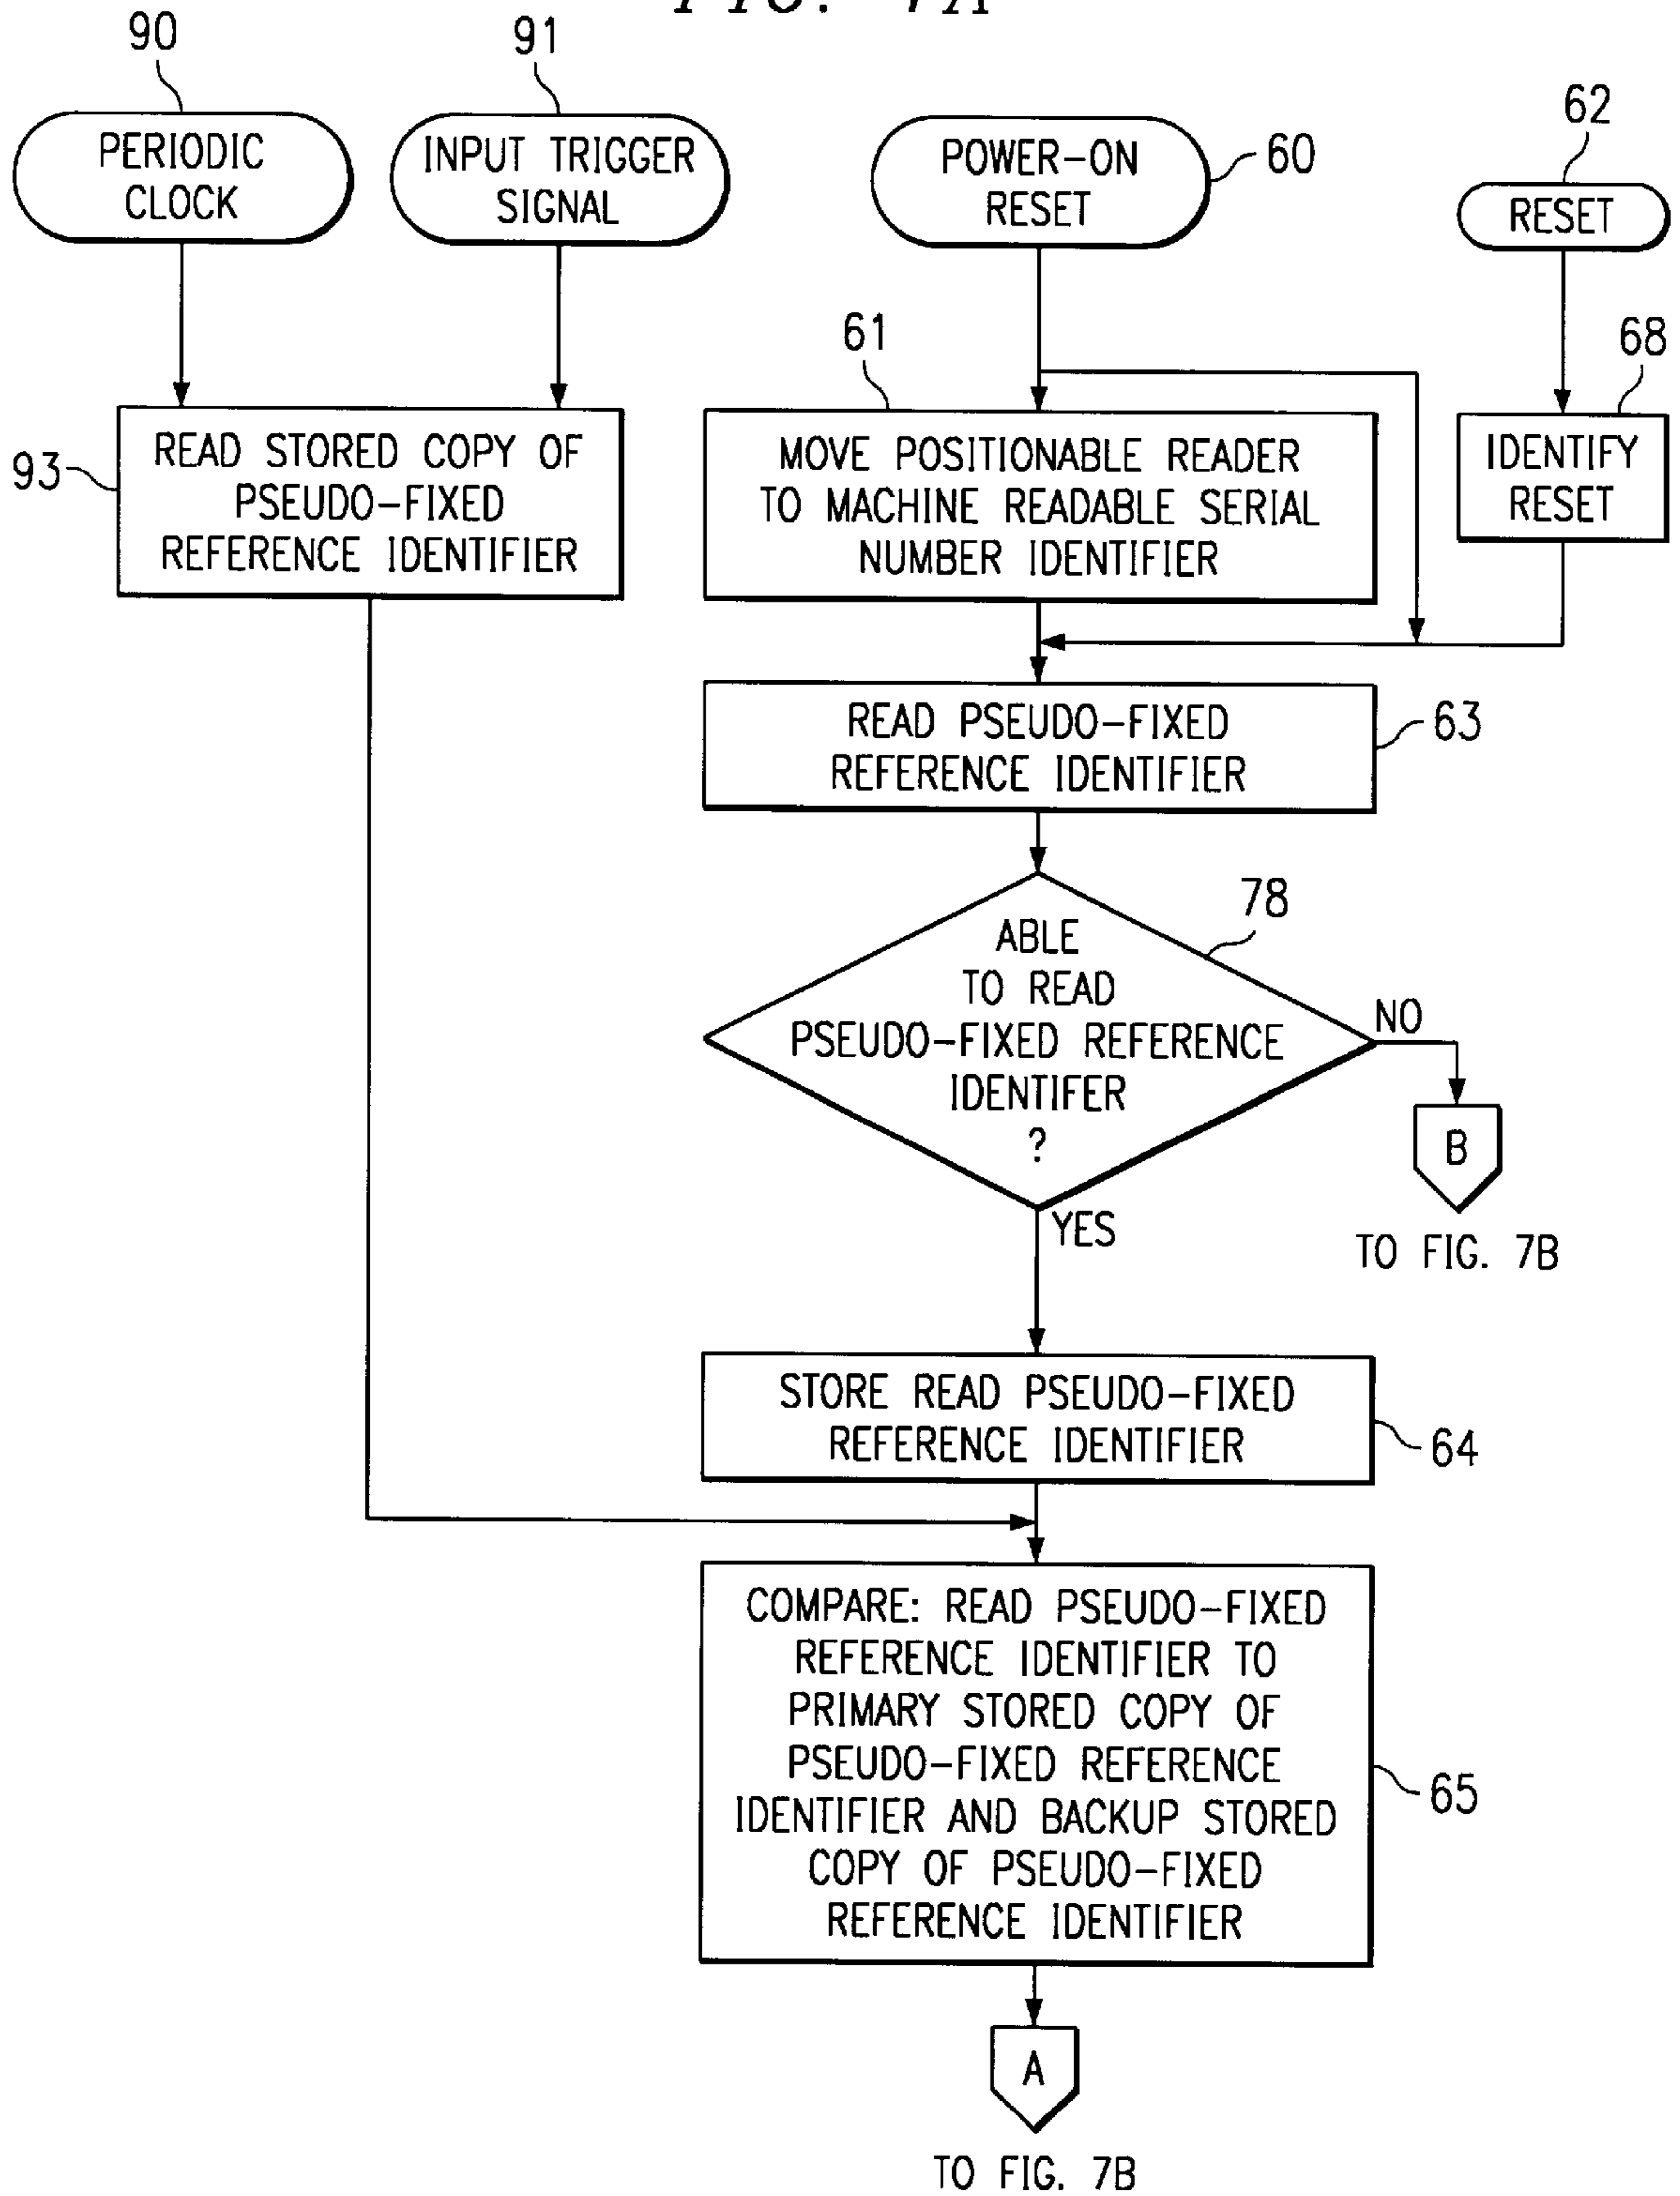 FIG. 7A
90
91
62
PERIODIC
CLOCK
INPUT TRIGGER
SIGNAL
POWER-ON
RESET
60
RESET
61
68
93
READ STORED COPY OF
PSEUDO-FIXED
REFERENCE IDENTIFIER
MOVE POSITIONABLE READER
TO MACHINE READABLE SERIAL
NUMBER IDENTIFIER
IDENTIFY
RESET
READ PSEUDO-FIXED
REFERENCE IDENTIFIER
63
78
ABLE
TO READ
PSEUDO-FIXED REFERENCE
IDENTIFER
?
NO
B
TO FIG. 7B
YES
STORE READ PSEUDO-FIXED
REFERENCE IDENTIFIER
64
COMPARE: READ PSEUDO-FIXED
REFERENCE IDENTIFIER TO
PRIMARY STORED COPY OF
PSEUDO-FIXED REFERENCE
IDENTIFIER AND BACKUP STORED
COPY OF PSEUDO-FIXED
REFERENCE IDENTIFIER
65
A
TO FIG. 7B